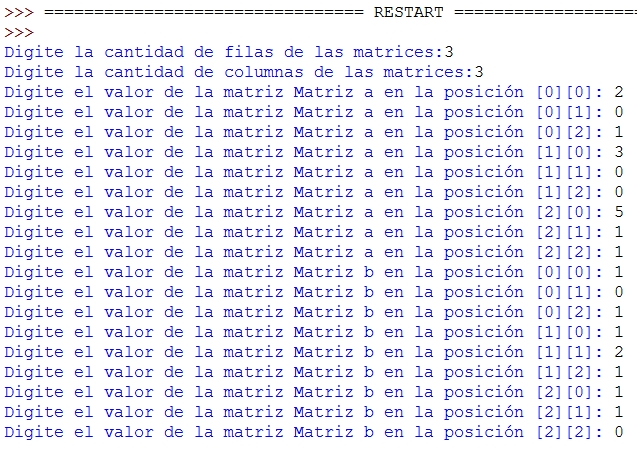 >>> ================================ RESTART ===================
>>>
Digite la cantidad de filas de las matrices:3
Digite la cantidad de columnas de las matrices:3
Digite el valor de la matriz Matriz a en la posición [0][0]: 2
Digite el valor de la matriz Matriz a en la posición [0][1]: 0
Digite el valor de la matriz Matriz a en la posición [0][2]: 1
Digite el valor de la matriz Matriz a en la posición [1][0]: 3
Digite el valor de la matriz Matriz a en la posición [1][1]: 0
Digite el valor de la matriz Matriz a en la posición [1][2]: 0
Digite el valor de la matriz Matriz a en la posición [2][0]: 5
Digite el valor de la matriz Matriz a en la posición [2][1]: 1
Digite el valor de la matriz Matriz a en la posición [2][2]: 1
Digite el valor de la matriz Matriz b en la posición [0][0]: 1
Digite el valor de la matriz Matriz b en la posición [0][1]: 0
Digite el valor de la matriz Matriz b en la posición [0][2]: 1
Digite el valor de la matriz Matriz b en la posición [1][0]: 1
Digite el valor de la matriz Matriz b en la posición [1][1]: 2
Digite el valor de la matriz Matriz b en la posición [1][2]: 1
Digite el valor de la matriz Matriz b en la posición [2][0]: 1
Digite el valor de la matriz Matriz b en la posición [2][1]: 1
Digite el valor de la matriz Matriz b en la posición [2][2]: 0